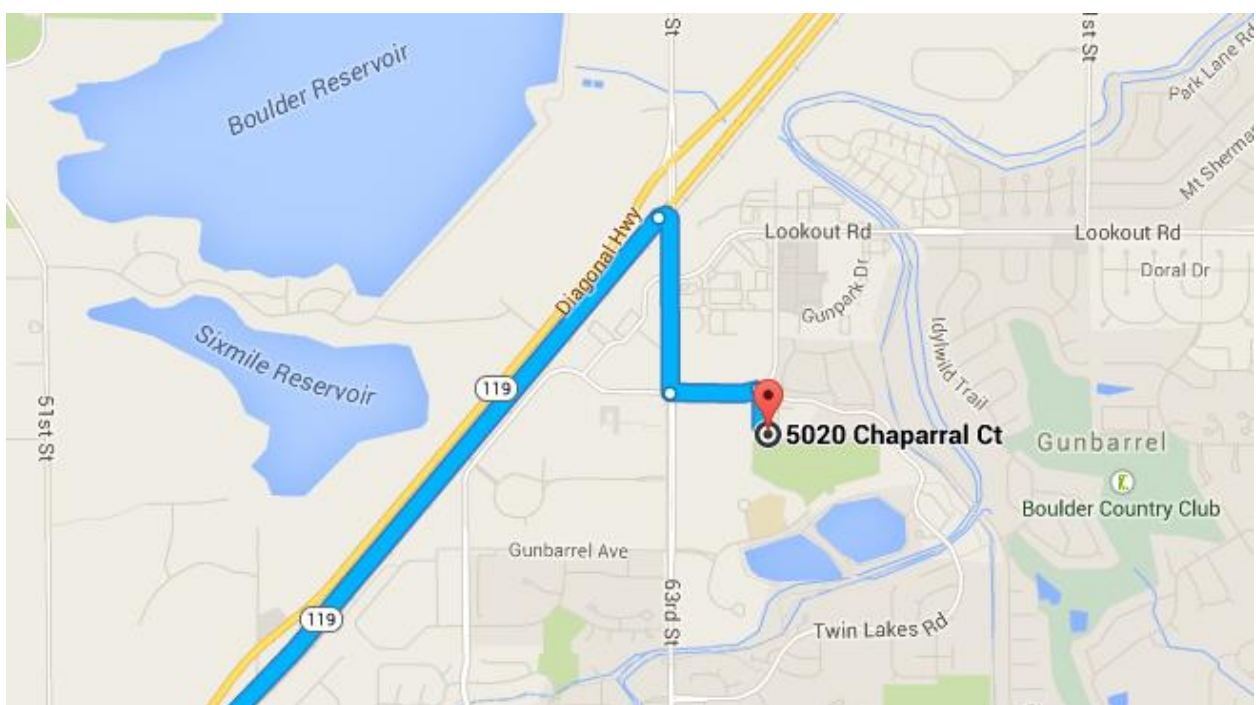 St
1st St
Park Lane Rd
Boulder Reservoir
Mt Sherma
Diagonal Hwy
Lookout Rd
Lookout Rd
Doral Dr
Gunpark Dr
Sixmile Reservoir
Idylwild Trail
119
51st St
5020 Chaparral Ct
Gunbarrel
Boulder Country Club
Gunbarrel Ave
63rd St
119
Twin Lakes Rd